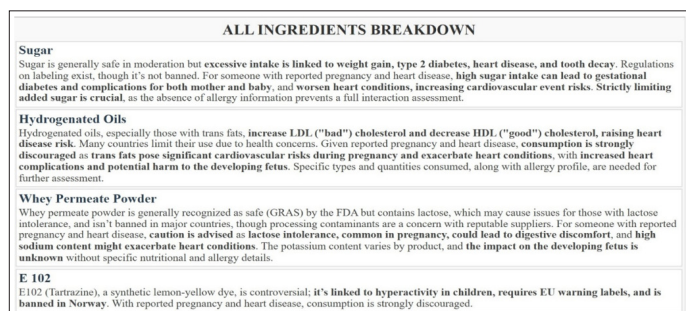 ALL INGREDIENTS BREAKDOWN
Sugar
Sugar is generally safe in moderation but excessive intake is linked to weight gain, type 2 diabetes, heart disease, and tooth decay. Regulations
on labeling exist, though it's not banned. For someone with reported pregnancy and heart disease, high sugar intake can lead to gestational
diabetes and complications for both mother and baby, and worsen heart conditions, increasing cardiovascular event risks. Strictly limiting
added sugar is crucial, as the absence of allergy information prevents a full interaction assessment.
Hydrogenated Oils
Hydrogenated oils, especially those with trans fats, increase LDL ("bad") cholesterol and decrease HDL ("good") cholesterol, raising heart
disease risk. Many countries limit their use due to health concerns. Given reported pregnancy and heart disease, consumption is strongly
discouraged as trans fats pose significant cardiovascular risks during pregnancy and exacerbate heart conditions, with increased heart
complications and potential harm to the developing fetus. Specific types and quantities consumed, along with allergy profile, are needed for
further assessment.
Whey Permeate Powder
Whey permeate powder is generally recognized as safe (GRAS) by the FDA but contains lactose, which may cause issues for those with lactose
intolerance, and isn't banned in major countries, though processing contaminants are a concern with reputable suppliers. For someone with reported
pregnancy and heart disease, caution is advised as lactose intolerance, common in pregnancy, could lead to digestive discomfort, and high
sodium content might exacerbate heart conditions. The potassium content varies by product, and the impact on the developing fetus is
unknown without specific nutritional and allergy details.
E 102
E102 (Tartrazine), a synthetic lemon-yellow dye, is controversial; it's linked to hyperactivity in children, requires EU warning labels, and is
banned in Norway. With reported pregnancy and heart disease, consumption is strongly discouraged.